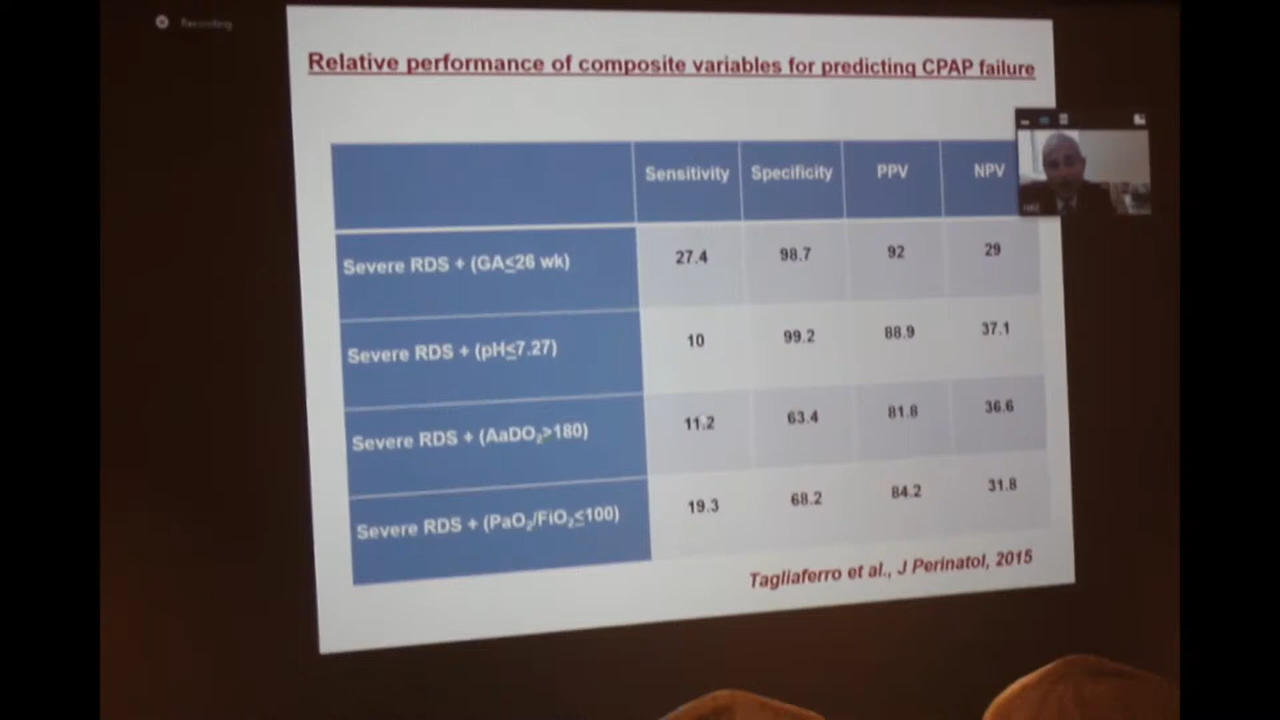 Recording
Relative performance of composite variables for predicting CPAP failure
Sensitivity Specificity PPV NPV
Severe RDS + (GA≤26 wk) 27.4 98.7 92 29
Severe RDS + (pH≤7.27) 10 99.2 88.9 37.1
Severe RDS + (AaDO₂>180) 11.2 63.4 81.8 36.6
Severe RDS + (PaO₂/FiO₂≤100) 19.3 68.2 84.2 31.8
Tagliaferro et al., J Perinatol, 2015